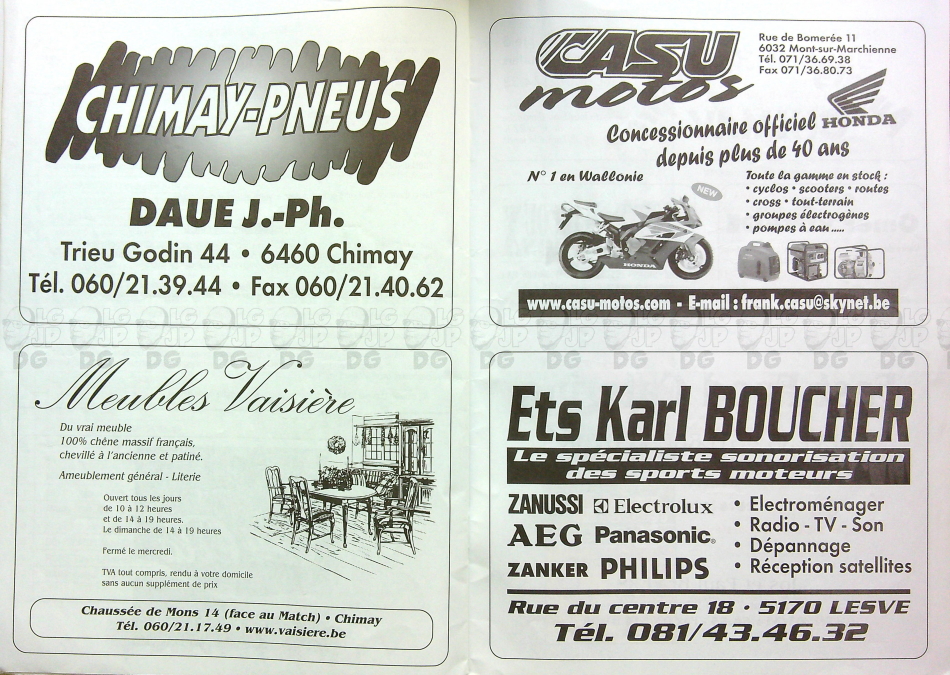 CHIMAY-PNEUS
DAUE J.-Ph.
Trieu Godin 44 • 6460 Chimay
Tél. 060/21.39.44 • Fax 060/21.40.62
CASU
motos
Rue de Bomerée 11
6032 Mont-sur-Marchienne
Tél. 071/36.69.38
Fax 071/36.80.73
HONDA
Concessionnaire officiel
depuis plus de 40 ans
N° 1 en Wallonie
NEW
HONDA
Toute la gamme en stock :
• cyclos • scooters • routes
• cross • tout-terrain
• groupes électrogènes
• pompes à eau .....
www.casu-motos.com - E-mail : frank.casu@skynet.be
Meubles Vaisière
Du vrai meuble
100% chêne massif français,
chevillé à l'ancienne et patiné.
Ameublement général - Literie
Ouvert tous les jours
de 10 à 12 heures
et de 14 à 19 heures.
Le dimanche de 14 à 19 heures
Fermé le mercredi.
TVA tout compris, rendu à votre domicile
sans aucun supplément de prix
Chaussée de Mons 14 (face au Match) • Chimay
Tél. 060/21.17.49 • www.vaisiere.be
Ets Karl BOUCHER
Le spécialiste sonorisation
des sports moteurs
ZANUSSI Electrolux
AEG Panasonic
ZANKER PHILIPS
• Electroménager
• Radio - TV - Son
• Dépannage
• Réception satellites
Rue du centre 18 • 5170 LESVE
Tél. 081/43.46.32